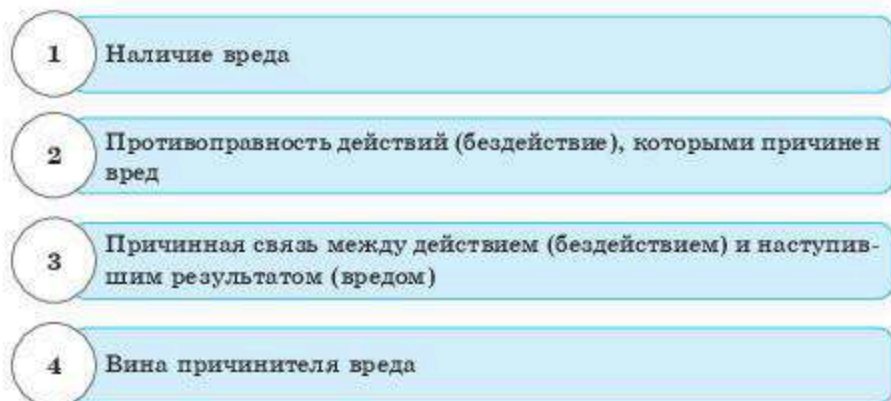 1 Наличие вреда
2 Противоправность действий (бездействие), которыми причинен
вред
3 Причинная связь между действием (бездействием) и наступив-
шим результатом (вредом)
4 Вина причинителя вреда